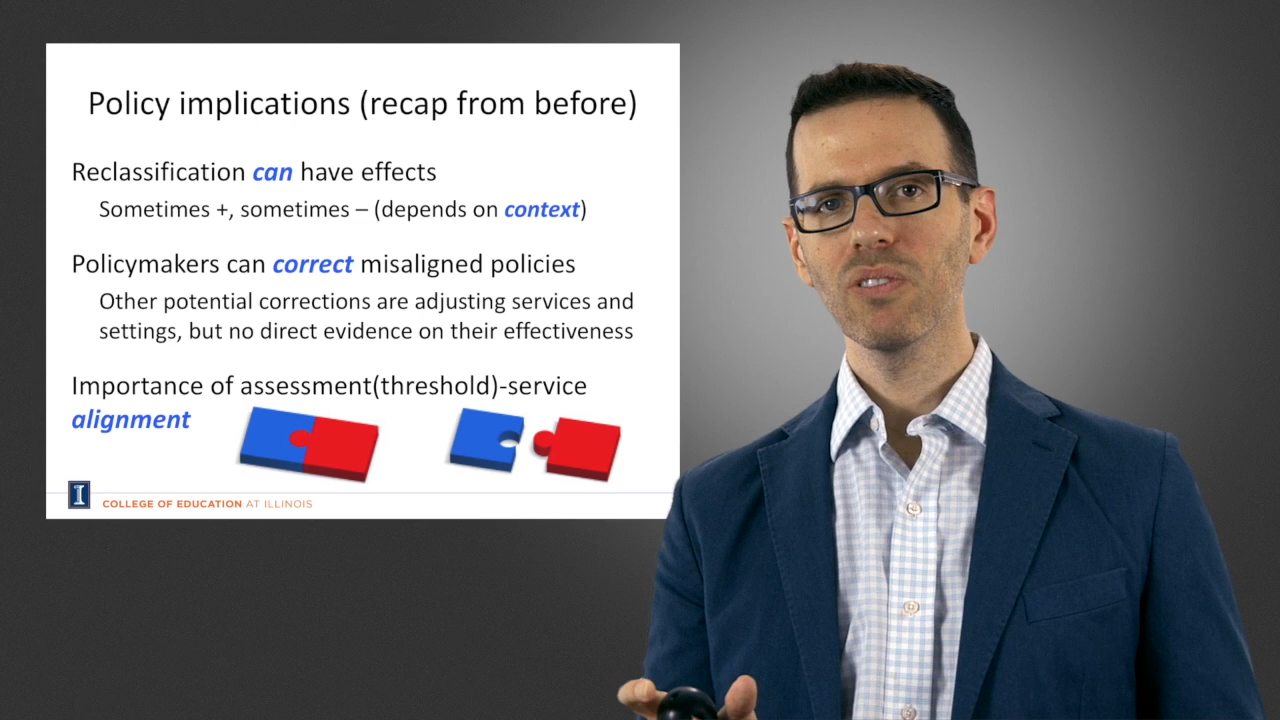 Policy implications (recap from before)
Reclassification can have effects
Sometimes +, sometimes – (depends on context)
Policymakers can correct misaligned policies
Other potential corrections are adjusting services and
settings, but no direct evidence on their effectiveness
Importance of assessment(threshold)-service
alignment
I
COLLEGE OF EDUCATION AT ILLINOIS